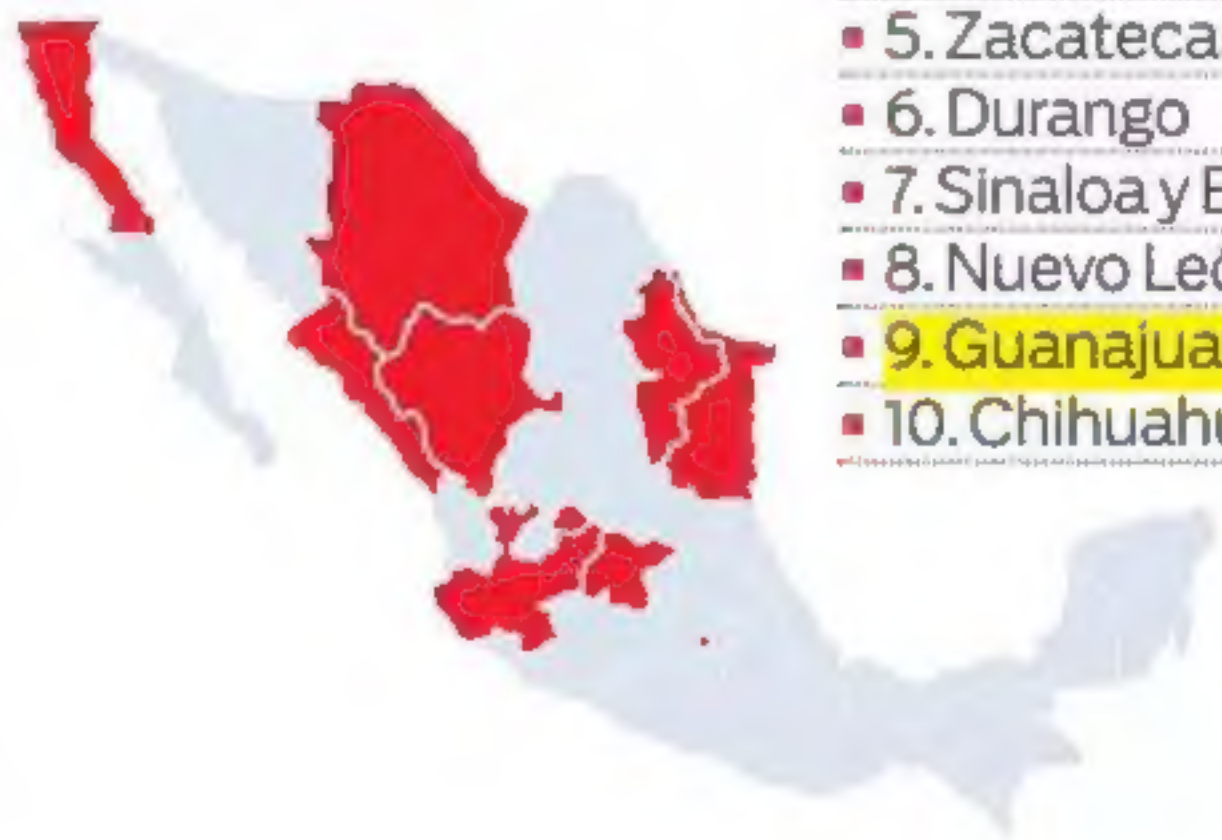 ▪ 5. Zacateca
▪ 6. Durango
▪ 7. Sinaloa y B
▪ 8. Nuevo Leó
▪ 9. Guanajua
▪ 10. Chihuahu